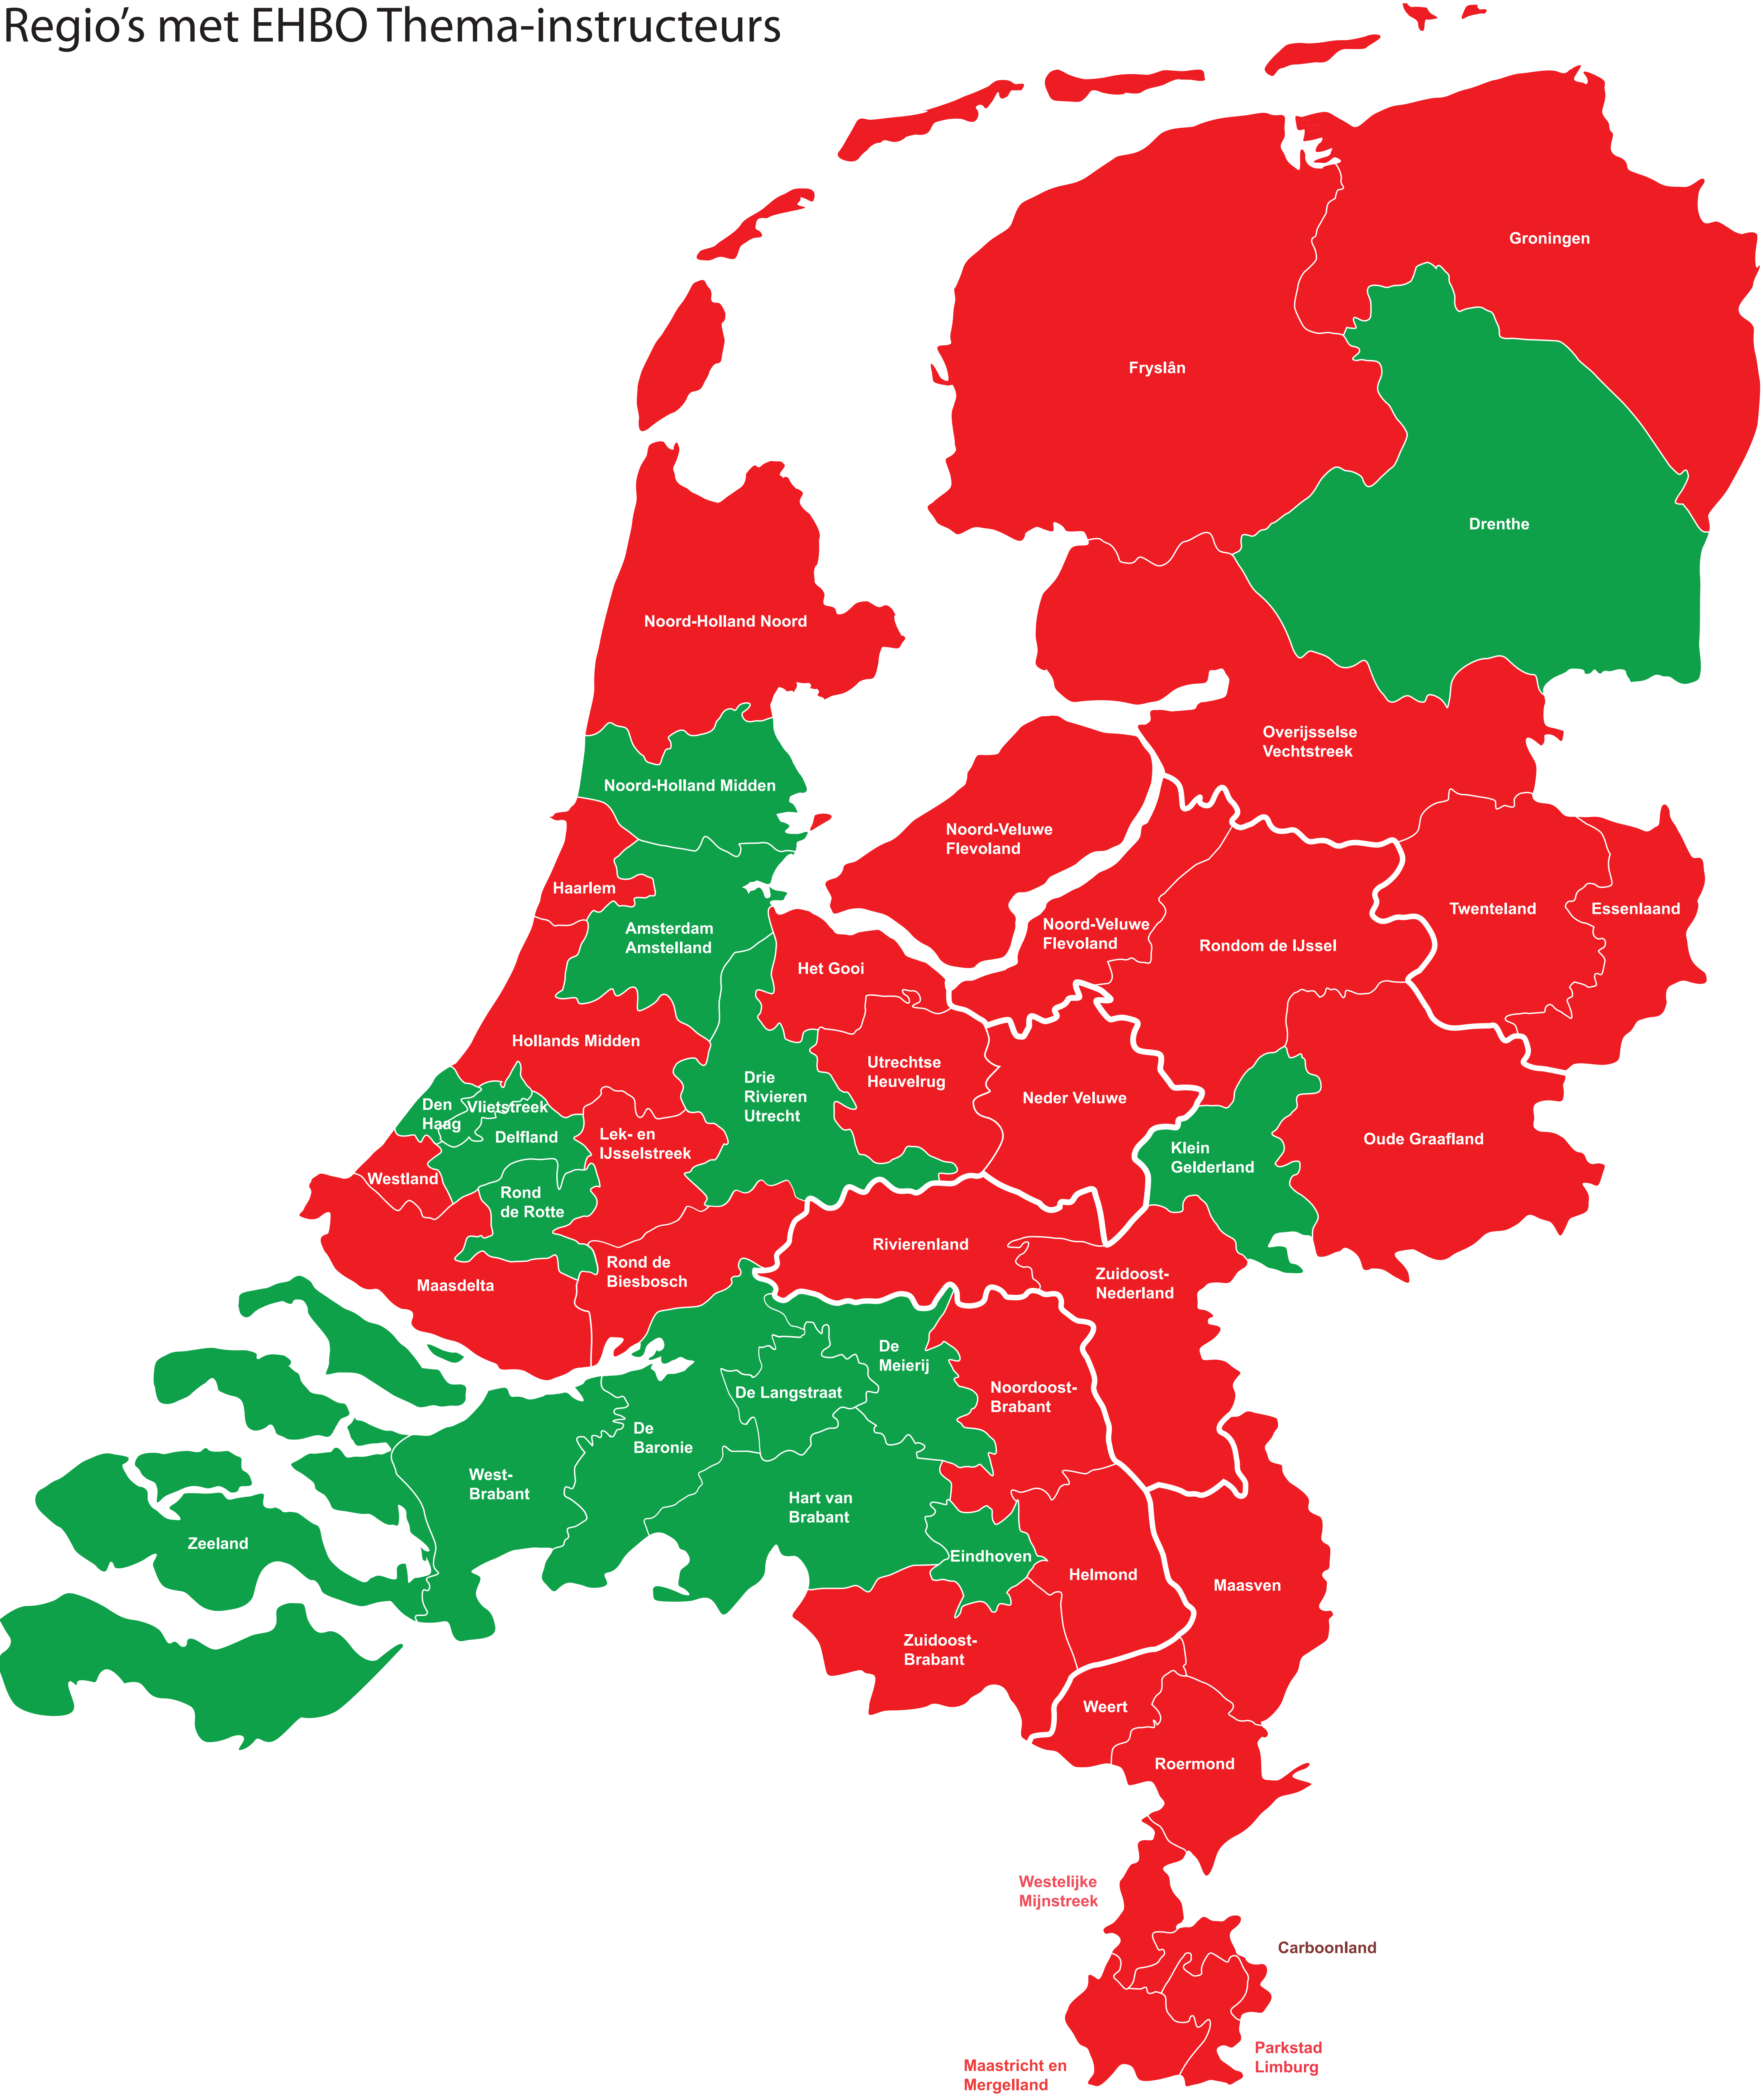 Regio’s met EHBO Thema-instructeurs
Groningen
Fryslân
Drenthe
Noord-Holland Noord
Overijsselse
Vechtstreek
Noord-Holland Midden
Noord-Veluwe
Flevoland
Haarlem
Amsterdam
Amstelland
Noord-Veluwe
Flevoland
Rondom de IJssel
Twenteland
Essenlaand
Het Gooi
Hollands Midden
Utrechtse
Heuvelrug
Drie
Rivieren
Utrecht
Neder Veluwe
Den
Haag
Vlietstreek
Delfland
Lek- en
IJsselstreek
Klein
Gelderland
Oude Graafland
Westland
Rond
de Rotte
Rivierenland
Rond de
Biesbosch
Maasdelta
Zuidoost-
Nederland
De
Meierij
De Langstraat
Noordoost-
Brabant
De
Baronie
West-
Brabant
Hart van
Brabant
Zeeland
Eindhoven
Helmond
Maasven
Zuidoost-
Brabant
Weert
Roermond
Westelijke
Mijnstreek
Carboonland
Parkstad
Limburg
Maastricht en
Mergelland